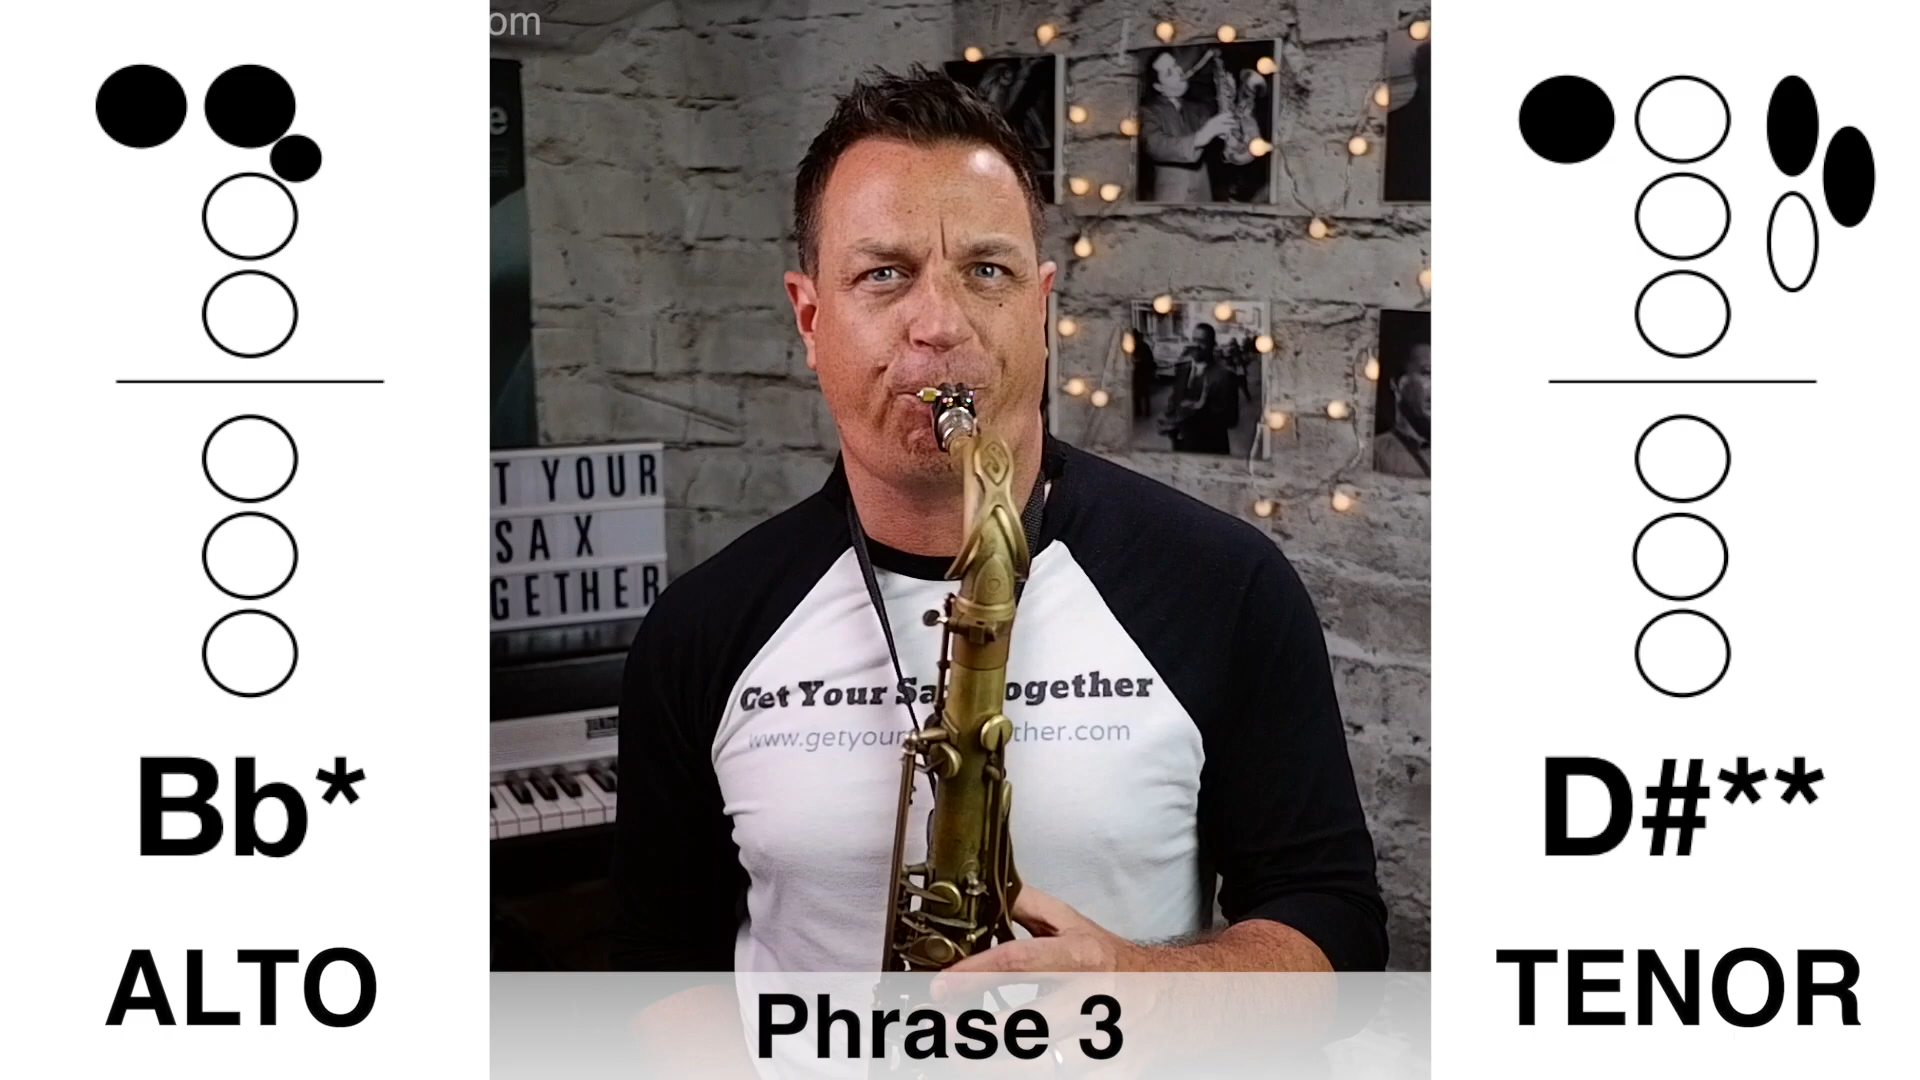 om
e
T YOUR
SAX
GETHER
Get Your Sa ogether
www.getyour ther.com
Bb*
D#**
ALTO
TENOR
Phrase 3